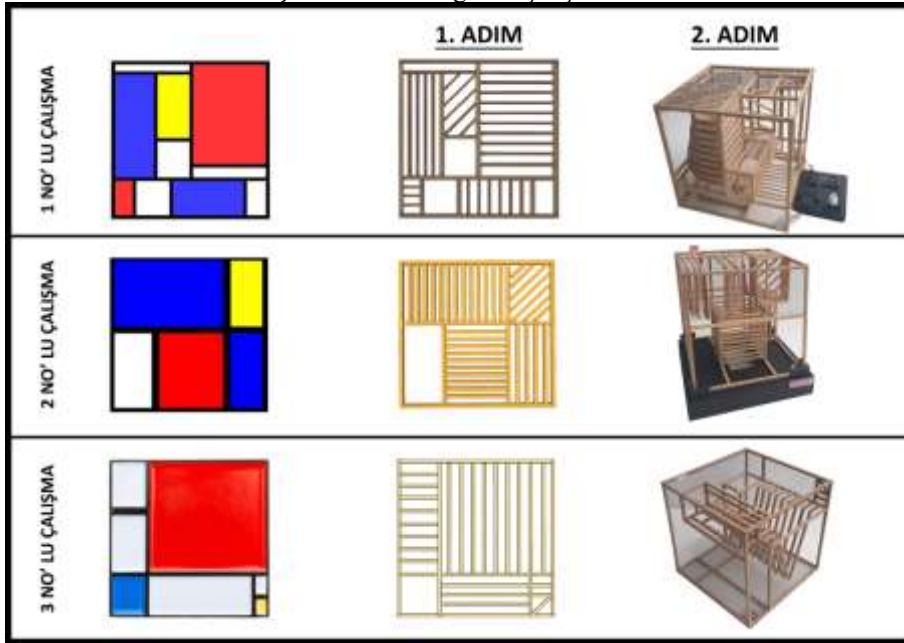 1. ADIM
2. ADIM
1 NO' LU ÇALIŞMA
2 NO' LU ÇALIŞMA
3 NO' LU ÇALIŞMA